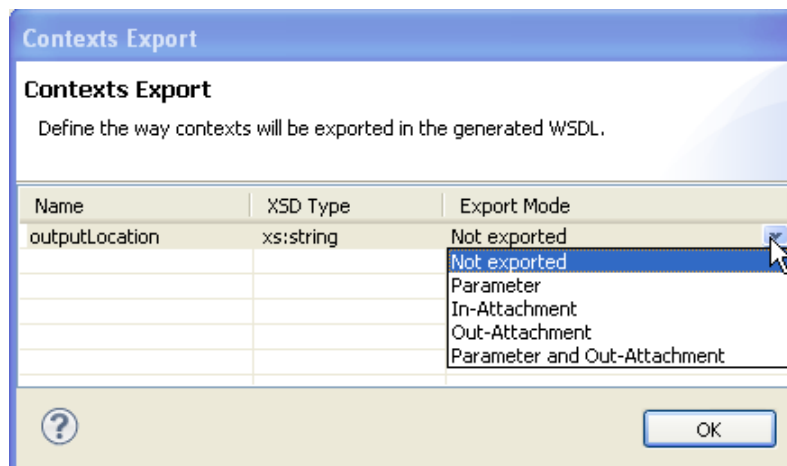 Contexts Export
Contexts Export
Define the way contexts will be exported in the generated WSDL.
Name XSD Type Export Mode
outputLocation xs:string Not exported
Not exported
Parameter
In-Attachment
Out-Attachment
Parameter and Out-Attachment
? OK